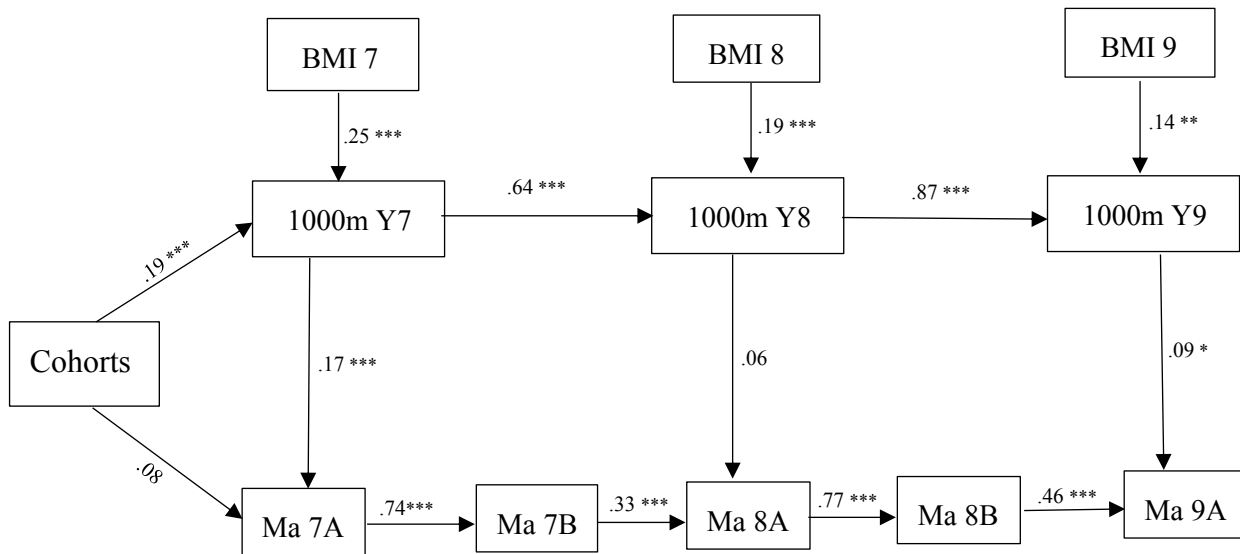 BMI 7
BMI 8
BMI 9
.25 ***
.19 ***
.14 **
1000m Y7
.64 ***
1000m Y8
.87 ***
1000m Y9
.19 ***
Cohorts
.17 ***
.06
.09 *
.08
Ma 7A
.74***
Ma 7B
.33 ***
Ma 8A
.77 ***
Ma 8B
.46 ***
Ma 9A